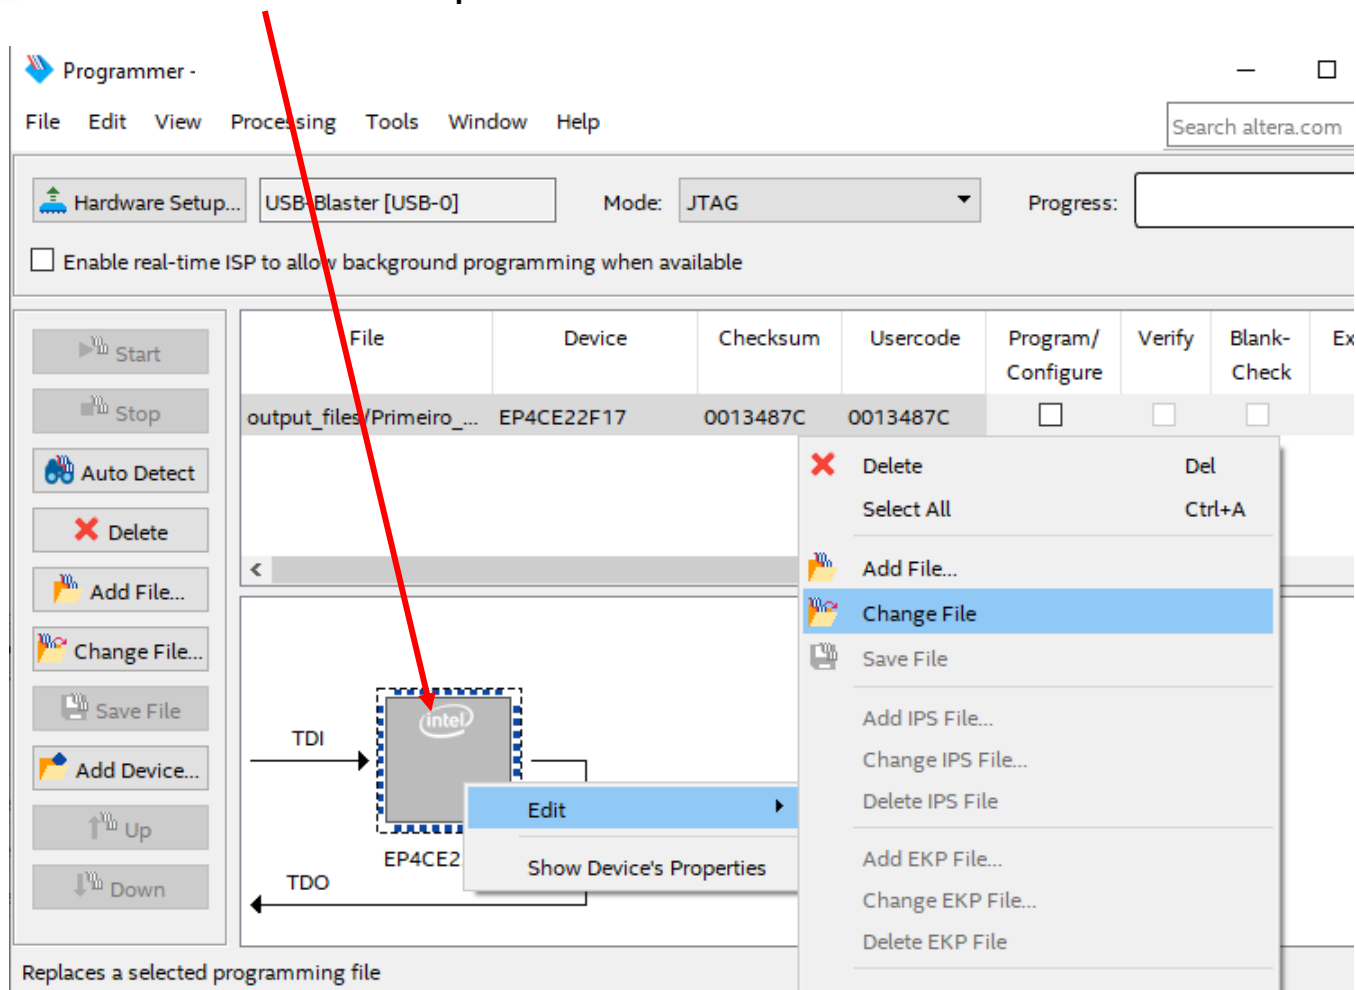 Programmer -
File Edit View Processing Tools Window Help
Search altera.com
Hardware Setup... USB-Blaster [USB-0] Mode: JTAG Progress:
Enable real-time ISP to allow background programming when available
Start
Stop
Auto Detect
Delete
Add File...
Change File...
Save File
Add Device...
Up
Down
File Device Checksum Usercode Program/ Verify Blank- Ex
Configure Check
output_files/Primeiro_... EP4CE22F17 0013487C 0013487C
Delete Del
Select All Ctrl+A
Add File...
Change File
Save File
Add IPS File...
Change IPS File...
Delete IPS File
Add EKP File...
Change EKP File...
Delete EKP File
intel
TDI
Edit
EP4CE2
Show Device's Properties
TDO
Replaces a selected programming file